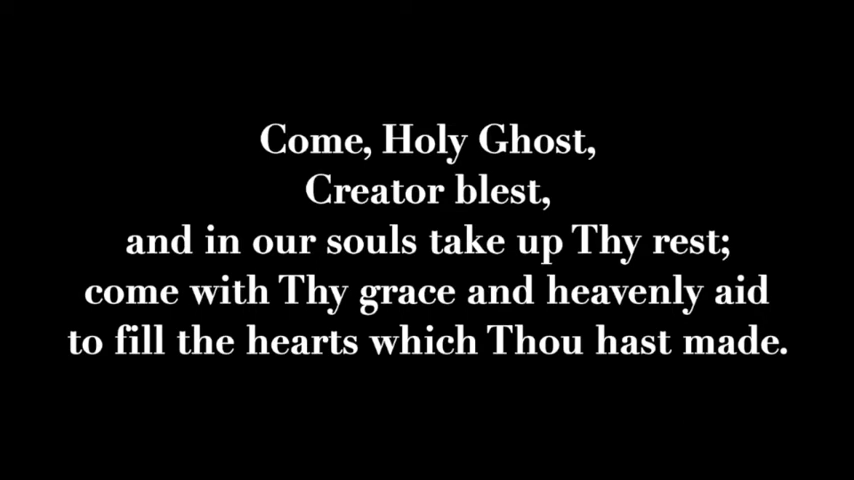 Come, Holy Ghost,
Creator blest,
and in our souls take up Thy rest;
come with Thy grace and heavenly aid
to fill the hearts which Thou hast made.